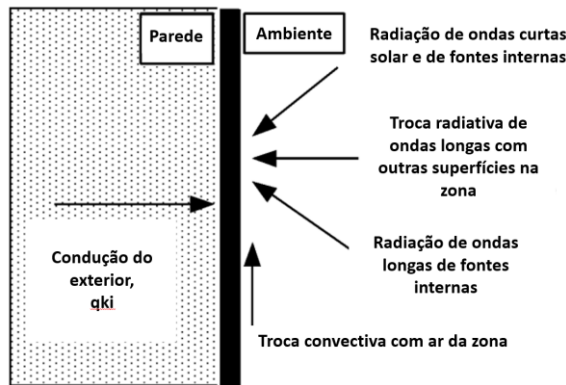 Parede
Ambiente
Radiação de ondas curtas
solar e de fontes internas
Troca radiativa de
ondas longas com
outras superfícies na
zona
Condução do
exterior,
qki
Radiação de ondas
longas de fontes
internas
Troca convectiva com ar da zona